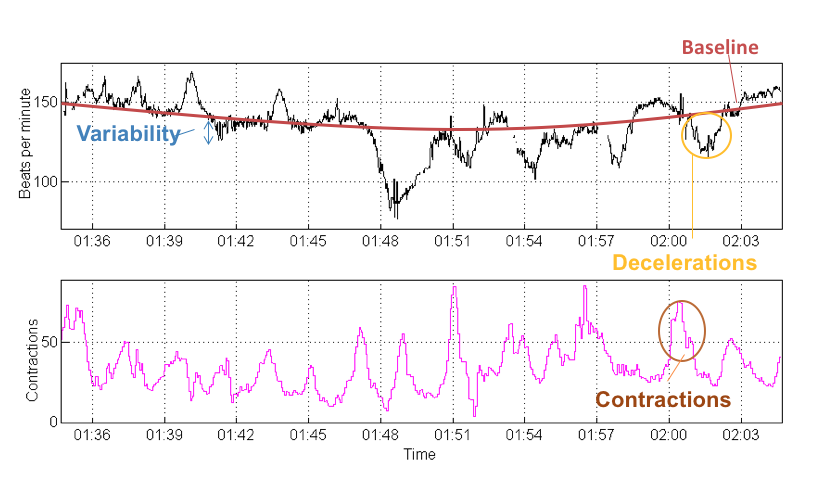 Baseline
150
Variability
100
Beats per minute
01:36 01:39 01:42 01:45 01:48 01:51 01:54 01:57 02:00 02:03
Decelerations
50
Contractions
Contractions
0
01:36 01:39 01:42 01:45 01:48 01:51 01:54 01:57 02:00 02:03
Time